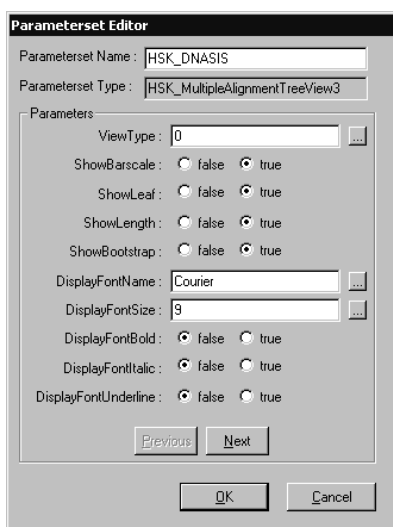 Parameterset Editor
Parameterset Name : HSK_DNASIS
Parameterset Type : HSK_MultipleAlignmentTreeView3
Parameters
ViewType : 0 ...
ShowBarscale : false true
ShowLeaf : false true
ShowLength : false true
ShowBootstrap : false true
DisplayFontName : Courier ...
DisplayFontSize : 9 ...
DisplayFontBold : false true
DisplayFontItalic : false true
DisplayFontUnderline : false true
Previous Next
OK Cancel